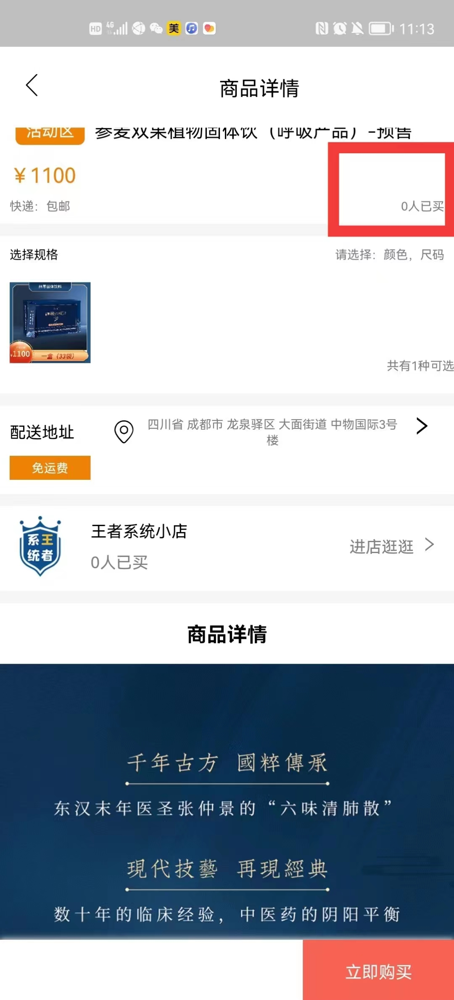 HD 4G 美 11:13
商品详情
活动区 参麦双果植物固体饮（呼吸产品）-预售
¥1100
快递：包邮 0人已买
选择规格 请选择：颜色，尺码
固体饮料
¥1100 一盒（33袋）
共有1种可选
配送地址 四川省 成都市 龙泉驿区 大面街道 中物国际3号
楼
免运费
系王
统者
王者系统小店
0人已买
进店逛逛
商品详情
千年古方 國粹傳承
东汉末年医圣张仲景的“六味清肺散”
現代技藝 再現經典
数十年的临床经验，中医药的阴阳平衡
立即购买